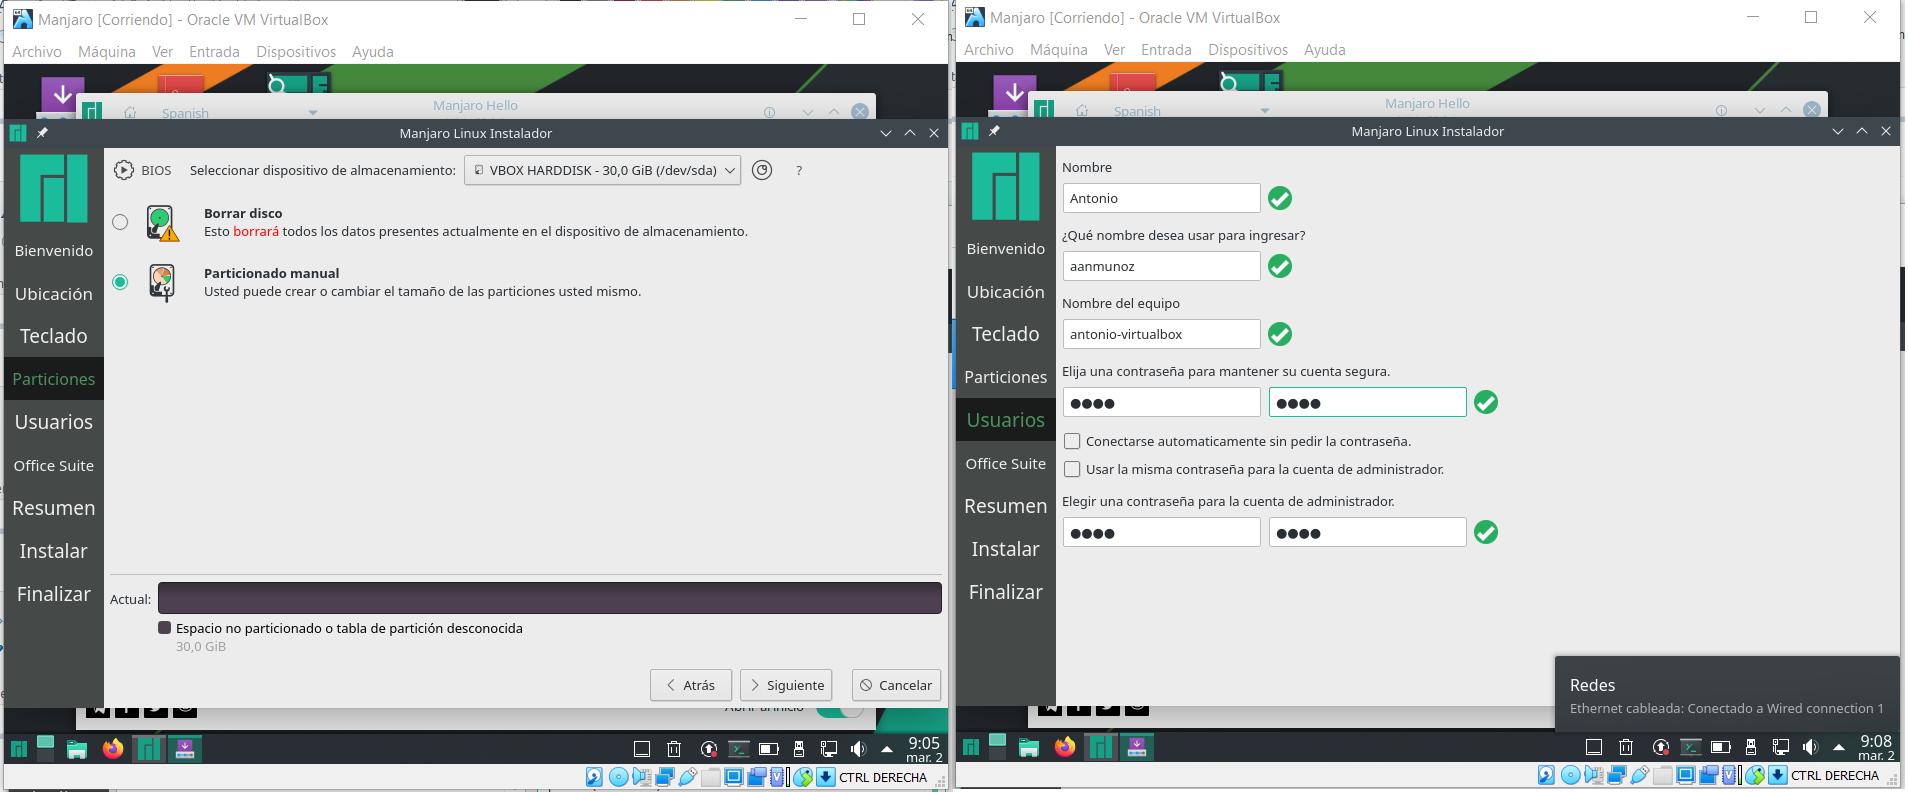 Manjaro [Corriendo] - Oracle VM VirtualBox
Archivo Máquina Ver Entrada Dispositivos Ayuda
Spanish
Manjaro Hello
Manjaro Linux Instalador
BIOS Seleccionar dispositivo de almacenamiento: VBOX HARDDISK - 30,0 GiB (/dev/sda) ?
Borrar disco
Esto borrará todos los datos presentes actualmente en el dispositivo de almacenamiento.
Particionado manual
Usted puede crear o cambiar el tamaño de las particiones usted mismo.
Bienvenido
Ubicación
Teclado
Particiones
Usuarios
Office Suite
Resumen
Instalar
Finalizar
Actual:
Espacio no particionado o tabla de partición desconocida
30,0 GiB
Atrás Siguiente Cancelar
Abrir al inicio
9:05
mar. 2
CTRL DERECHA
Manjaro [Corriendo] - Oracle VM VirtualBox
Archivo Máquina Ver Entrada Dispositivos Ayuda
Spanish
Manjaro Hello
Manjaro Linux Instalador
Bienvenido
Ubicación
Teclado
Particiones
Usuarios
Office Suite
Resumen
Instalar
Finalizar
Nombre
Antonio
¿Qué nombre desea usar para ingresar?
aanmunoz
Nombre del equipo
antonio-virtualbox
Elija una contraseña para mantener su cuenta segura.
●●●● ●●●●
Conectarse automaticamente sin pedir la contraseña.
Usar la misma contraseña para la cuenta de administrador.
Elegir una contraseña para la cuenta de administrador.
●●●● ●●●●
Redes
Ethernet cableada: Conectado a Wired connection 1
9:08
mar. 2
CTRL DERECHA